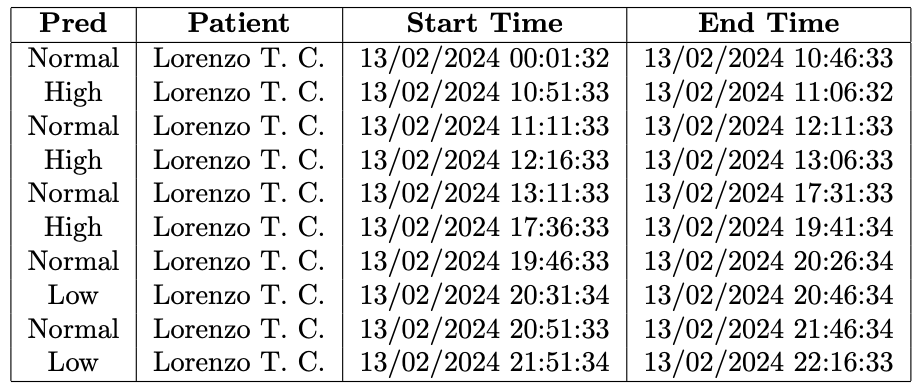 Pred Patient Start Time End Time
Normal Lorenzo T. C. 13/02/2024 00:01:32 13/02/2024 10:46:33
High Lorenzo T. C. 13/02/2024 10:51:33 13/02/2024 11:06:32
Normal Lorenzo T. C. 13/02/2024 11:11:33 13/02/2024 12:11:33
High Lorenzo T. C. 13/02/2024 12:16:33 13/02/2024 13:06:33
Normal Lorenzo T. C. 13/02/2024 13:11:33 13/02/2024 17:31:33
High Lorenzo T. C. 13/02/2024 17:36:33 13/02/2024 19:41:34
Normal Lorenzo T. C. 13/02/2024 19:46:33 13/02/2024 20:26:34
Low Lorenzo T. C. 13/02/2024 20:31:34 13/02/2024 20:46:34
Normal Lorenzo T. C. 13/02/2024 20:51:33 13/02/2024 21:46:34
Low Lorenzo T. C. 13/02/2024 21:51:34 13/02/2024 22:16:33